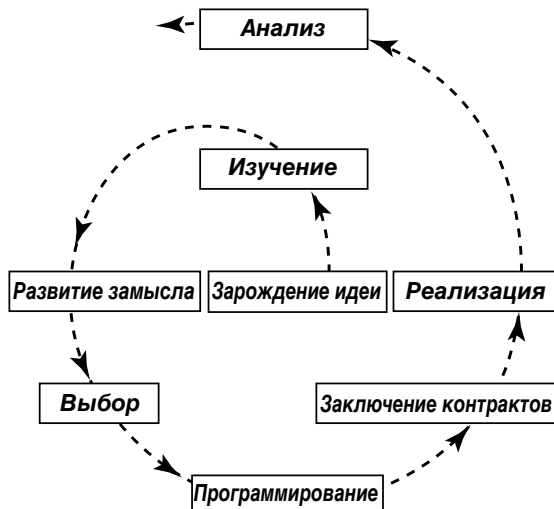 Анализ
Изучение
Развитие замысла
Зарождение идеи
Реализация
Выбор
Заключение контрактов
Программирование